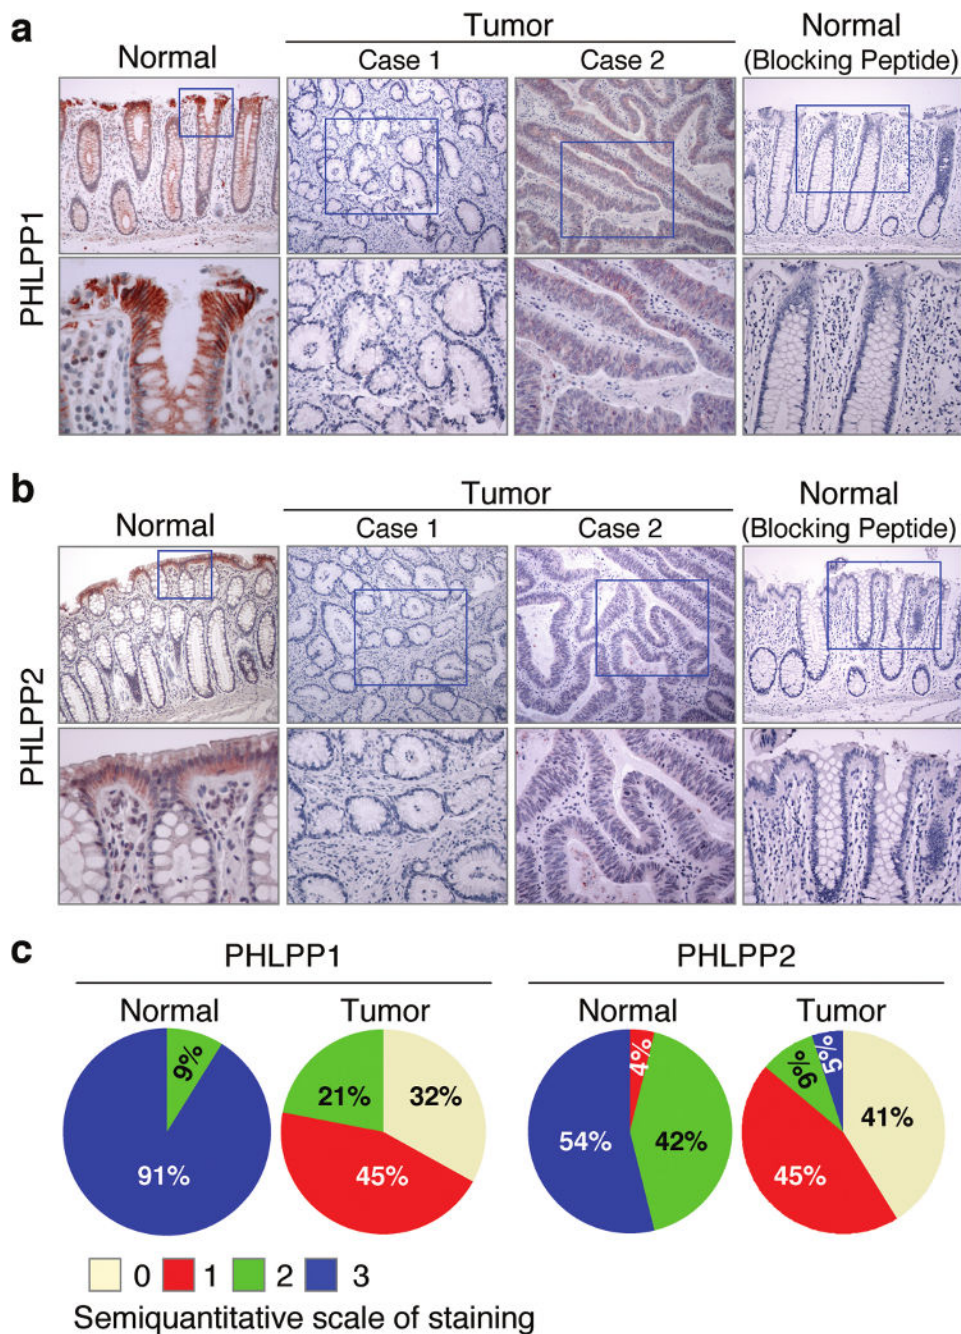 a
Tumor
Normal
Case 1
Case 2
Normal
(Blocking Peptide)
PHLPP1
b
Tumor
Normal
Case 1
Case 2
Normal
(Blocking Peptide)
PHLPP2
c
PHLPP1
PHLPP2
Normal
Tumor
Normal
Tumor
9%
91%
21%
32%
45%
4%
54%
42%
9%
5%
41%
45%
0 1 2 3
Semiquantitative scale of staining